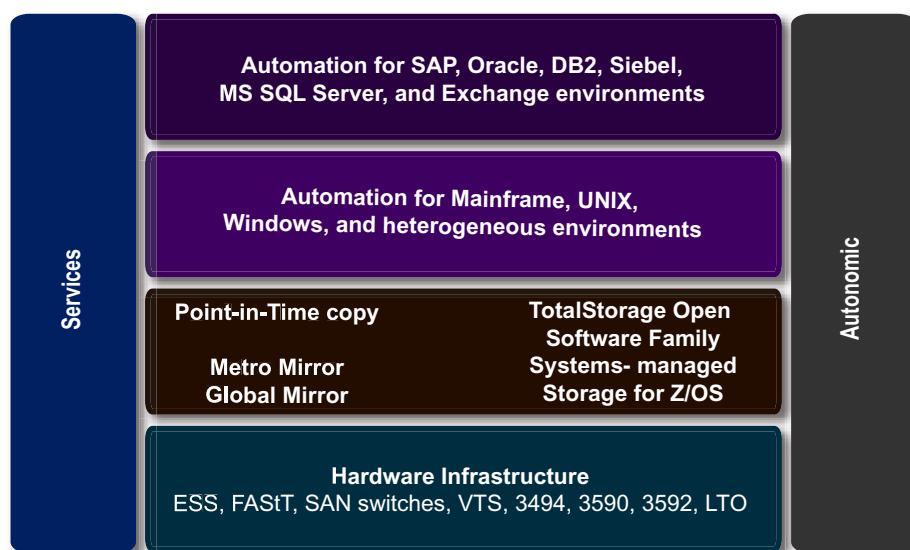 Services
Automation for SAP, Oracle, DB2, Siebel,
MS SQL Server, and Exchange environments
Automation for Mainframe, UNIX,
Windows, and heterogeneous environments
Point-in-Time copy
Metro Mirror
Global Mirror
TotalStorage Open
Software Family
Systems- managed
Storage for Z/OS
Hardware Infrastructure
ESS, FAStT, SAN switches, VTS, 3494, 3590, 3592, LTO
Autonomic